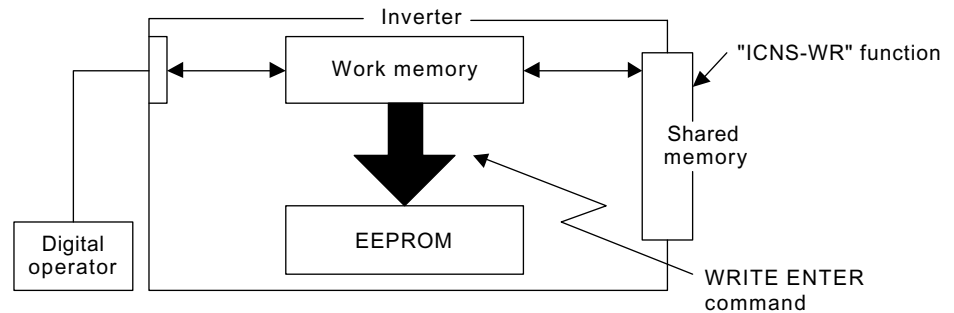 Inverter
"ICNS-WR" function
Work memory
Shared
memory
EEPROM
Digital
operator
WRITE ENTER
command